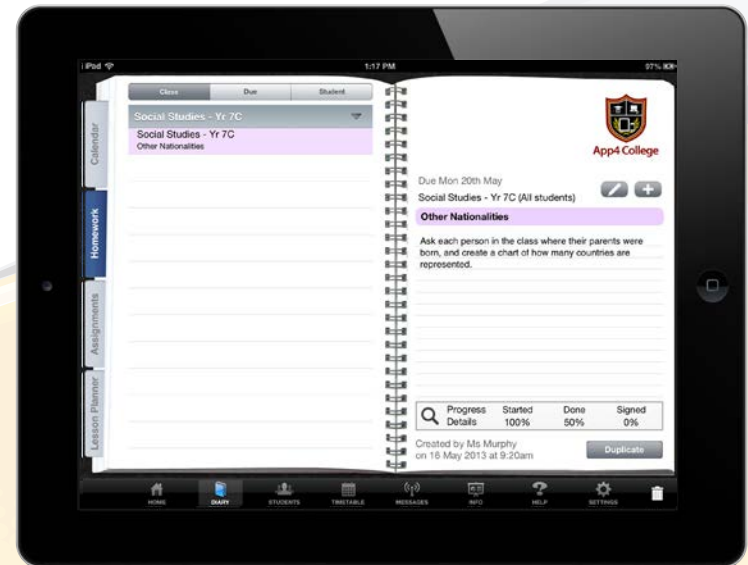 iPad
1:17 PM
97%
Class Due Student
Social Studies - Yr 7C
Social Studies - Yr 7C
Other Nationalities
Calendar
Homework
Assignments
Lesson Planner
App4 College
Due Mon 20th May
Social Studies - Yr 7C (All students)
Other Nationalities
Ask each person in the class where their parents were
born, and create a chart of how many countries are
represented.
Progress Started Done Signed
Details 100% 50% 0%
Created by Ms Murphy
on 16 May 2013 at 9:20am
Duplicate
HOME DIARY STUDENTS TIMETABLE MESSAGES INFO HELP SETTINGS